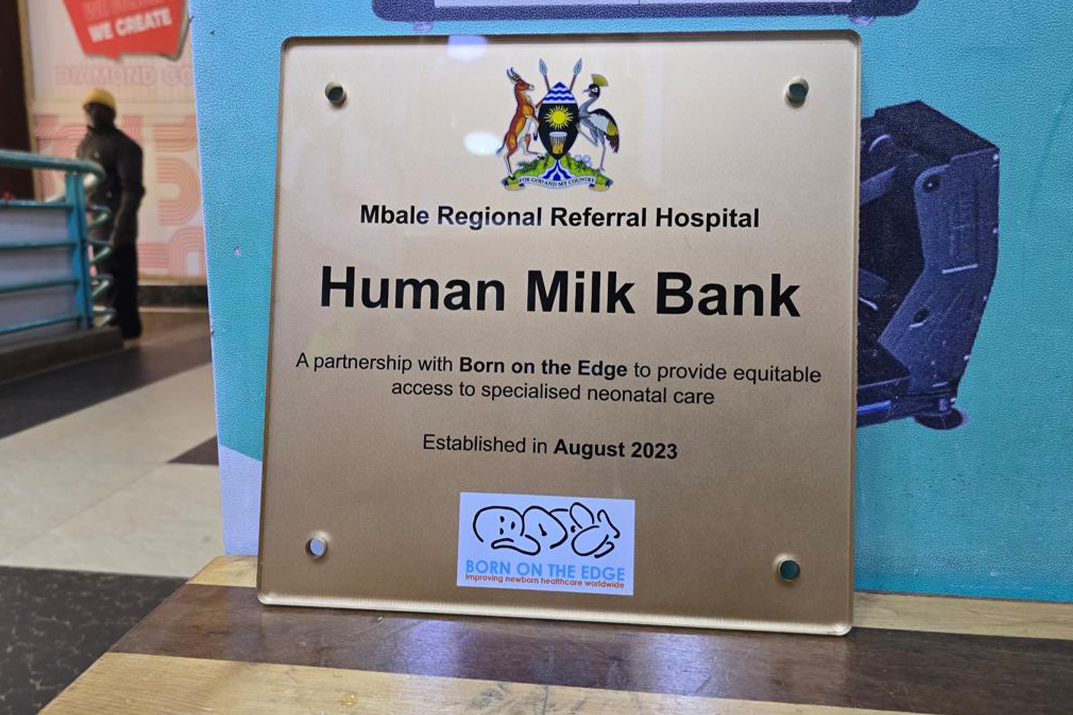 WE CREATE
DIAMOND CO
FOR GOD AND MY COUNTRY
Mbale Regional Referral Hospital
Human Milk Bank
A partnership with Born on the Edge to provide equitable
access to specialised neonatal care
Established in August 2023
BORN ON THE EDGE
Improving newborn healthcare worldwide